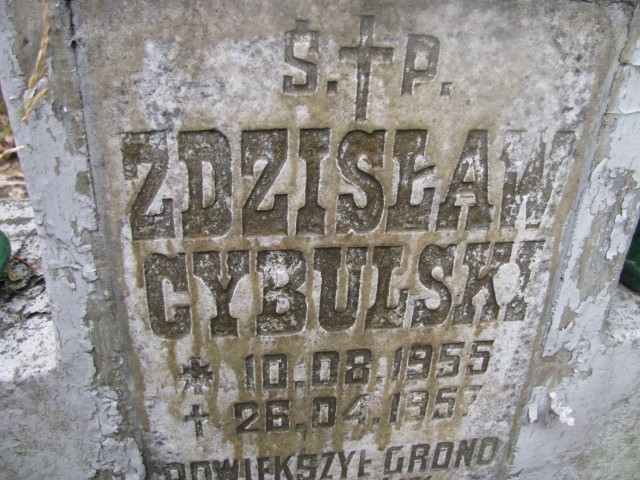 Ś. P.
ZDZISŁAW
CYBULSKI
* 10.08.1955
† 26.04.1957
POWIĘKSZYŁ GRONO